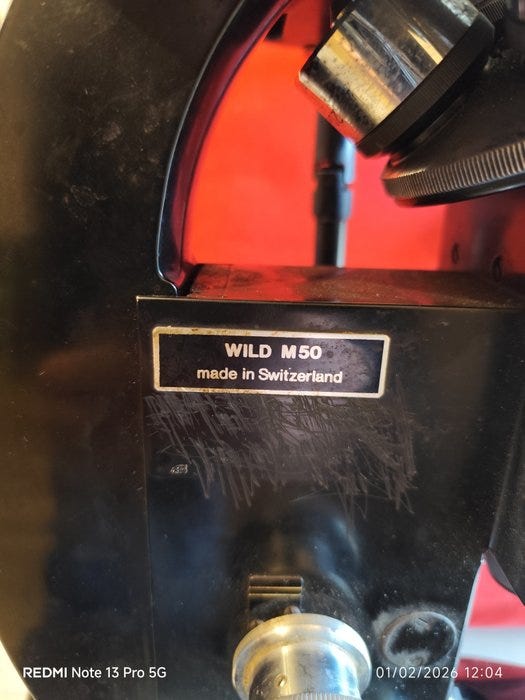 WILD M50
made in Switzerland
REDMI Note 13 Pro 5G
01/02/2026 12:04